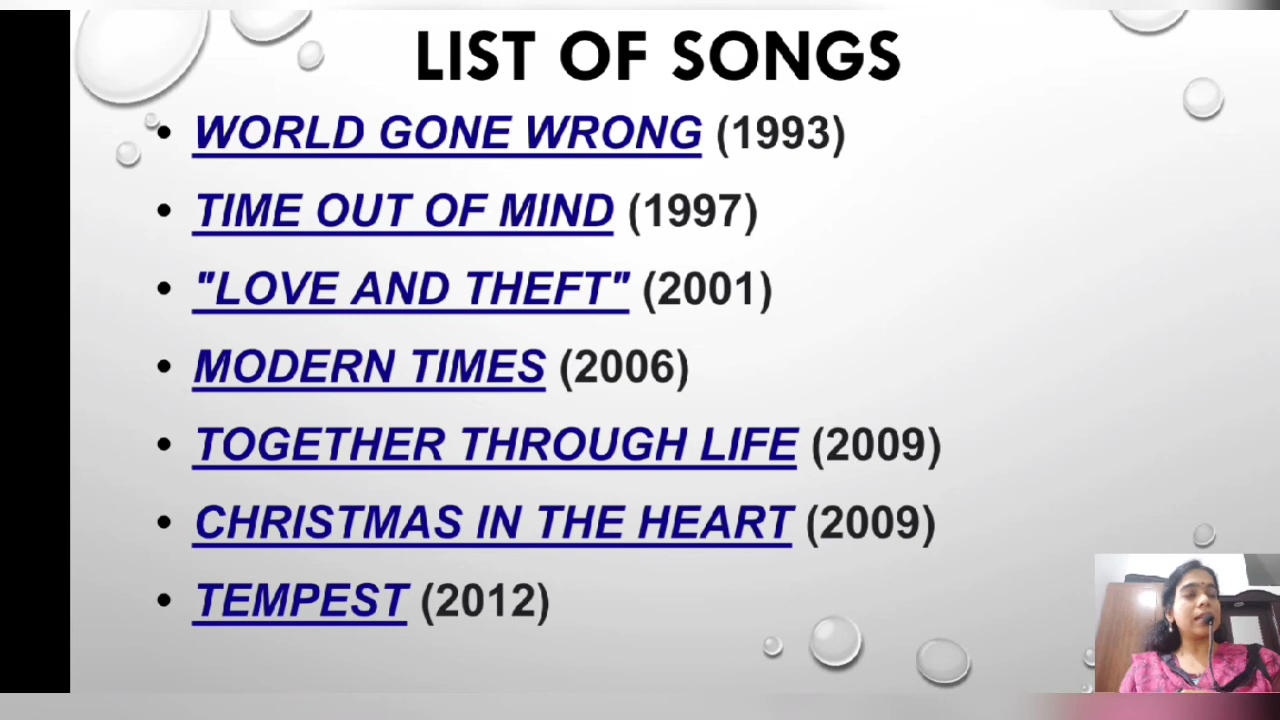 LIST OF SONGS
• WORLD GONE WRONG (1993)
• TIME OUT OF MIND (1997)
• "LOVE AND THEFT" (2001)
• MODERN TIMES (2006)
• TOGETHER THROUGH LIFE (2009)
• CHRISTMAS IN THE HEART (2009)
• TEMPEST (2012)